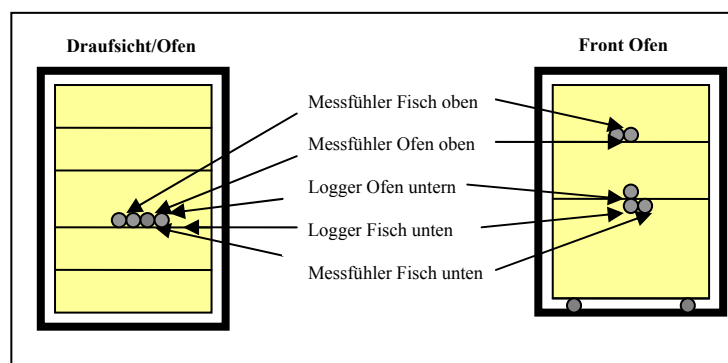 Draufsicht/Ofen
Front Ofen
Messfühler Fisch oben
Messfühler Ofen oben
Logger Ofen untern
Logger Fisch unten
Messfühler Fisch unten